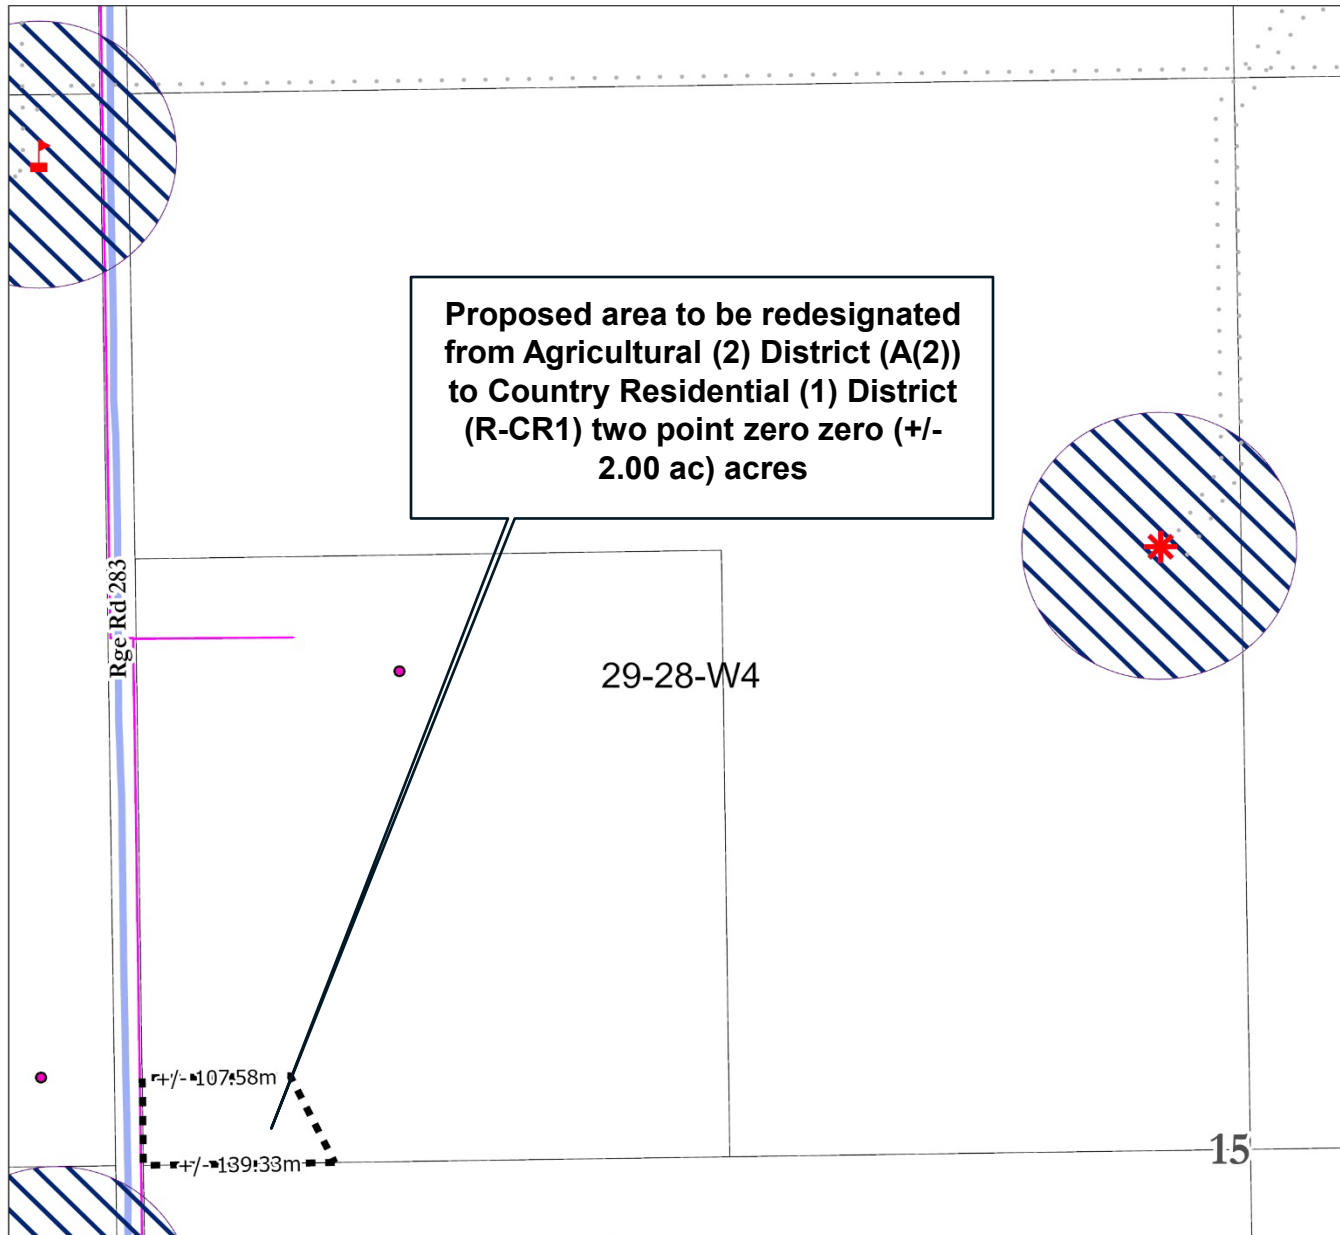 Proposed area to be redesignated
from Agricultural (2) District (A(2))
to Country Residential (1) District
(R-CR1) two point zero zero (+/-
2.00 ac) acres
Rge Rd 283
29-28-W4
+/- 107.58m
+/- 139.33m
15